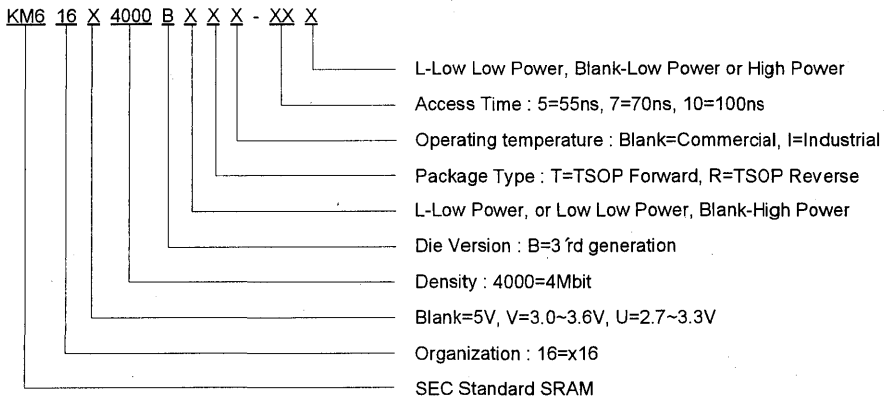 KM6 16 X 4000 B X X X - XX X
L-Low Low Power, Blank-Low Power or High Power
Access Time : 5=55ns, 7=70ns, 10=100ns
Operating temperature : Blank=Commercial, I=Industrial
Package Type : T=TSOP Forward, R=TSOP Reverse
L-Low Power, or Low Low Power, Blank-High Power
Die Version : B=3 'rd generation
Density : 4000=4Mbit
Blank=5V, V=3.0~3.6V, U=2.7~3.3V
Organization : 16=x16
SEC Standard SRAM